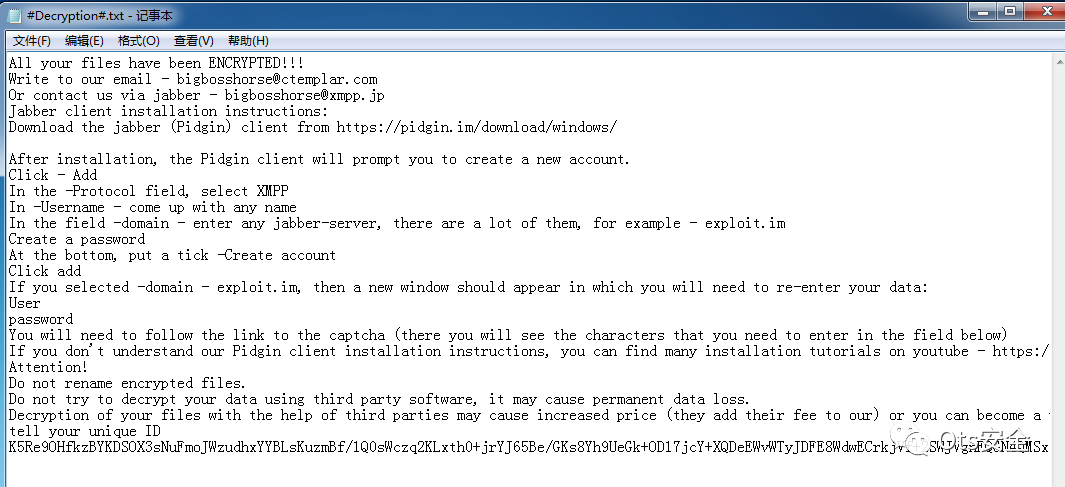 #Decryption#.txt - 记事本
文件(F) 编辑(E) 格式(O) 查看(V) 帮助(H)
All your files have been ENCRYPTED!!!
Write to our email - bigbosshorse@ctemplar.com
Or contact us via jabber - bigbosshorse@xmpp.jp
Jabber client installation instructions:
Download the jabber (Pidgin) client from https://pidgin.im/download/windows/
After installation, the Pidgin client will prompt you to create a new account.
Click - Add
In the -Protocol field, select XMPP
In -Username - come up with any name
In the field -domain - enter any jabber-server, there are a lot of them, for example - exploit.im
Create a password
At the bottom, put a tick -Create account
Click add
If you selected -domain - exploit.im, then a new window should appear in which you will need to re-enter your data:
User
password
You will need to follow the link to the captcha (there you will see the characters that you need to enter in the field below)
If you don't understand our Pidgin client installation instructions, you can find many installation tutorials on youtube - https:/
Attention!
Do not rename encrypted files.
Do not try to decrypt your data using third party software, it may cause permanent data loss.
Decryption of your files with the help of third parties may cause increased price (they add their fee to our) or you can become a
tell your unique ID
Ots安全